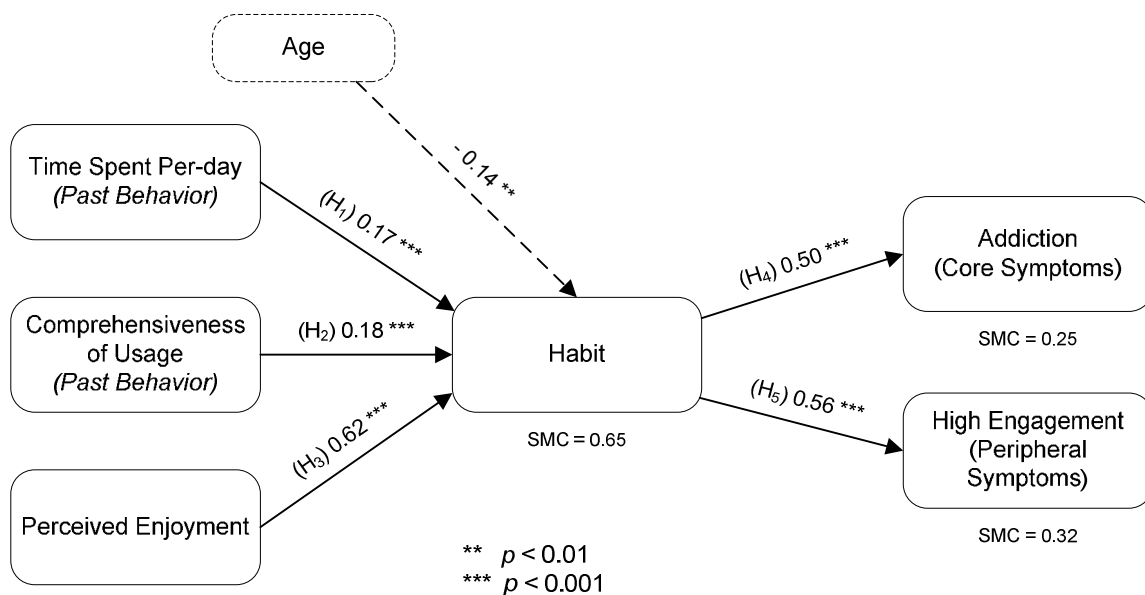 Age
Time Spent Per-day
(Past Behavior)
- 0.14 **
(H₁) 0.17 ***
Comprehensiveness
of Usage
(Past Behavior)
(H₂) 0.18 ***
Habit
SMC = 0.65
(H₄) 0.50 ***
Addiction
(Core Symptoms)
SMC = 0.25
(H₅) 0.56 ***
High Engagement
(Peripheral
Symptoms)
SMC = 0.32
(H₃) 0.62 ***
Perceived Enjoyment
** p < 0.01
*** p < 0.001